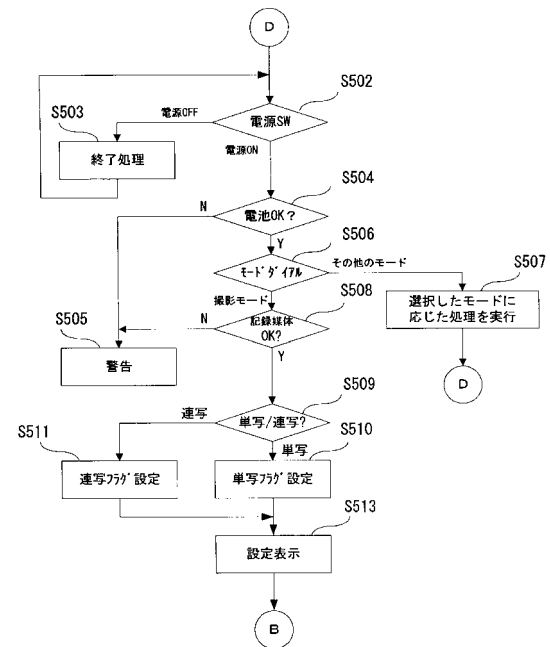 D
S502
電源SW
電源OFF
S503
終了処理
電源ON
S504
N
電池OK?
Y
S506
モードダイアル
その他のモード
S507
選択したモードに
応じた処理を実行
D
撮影モード
S508
S505
N
記録媒体
OK?
警告
Y
S509
連写
単写/連写?
S511
S510
単写
連写フラグ設定
単写フラグ設定
S513
設定表示
B